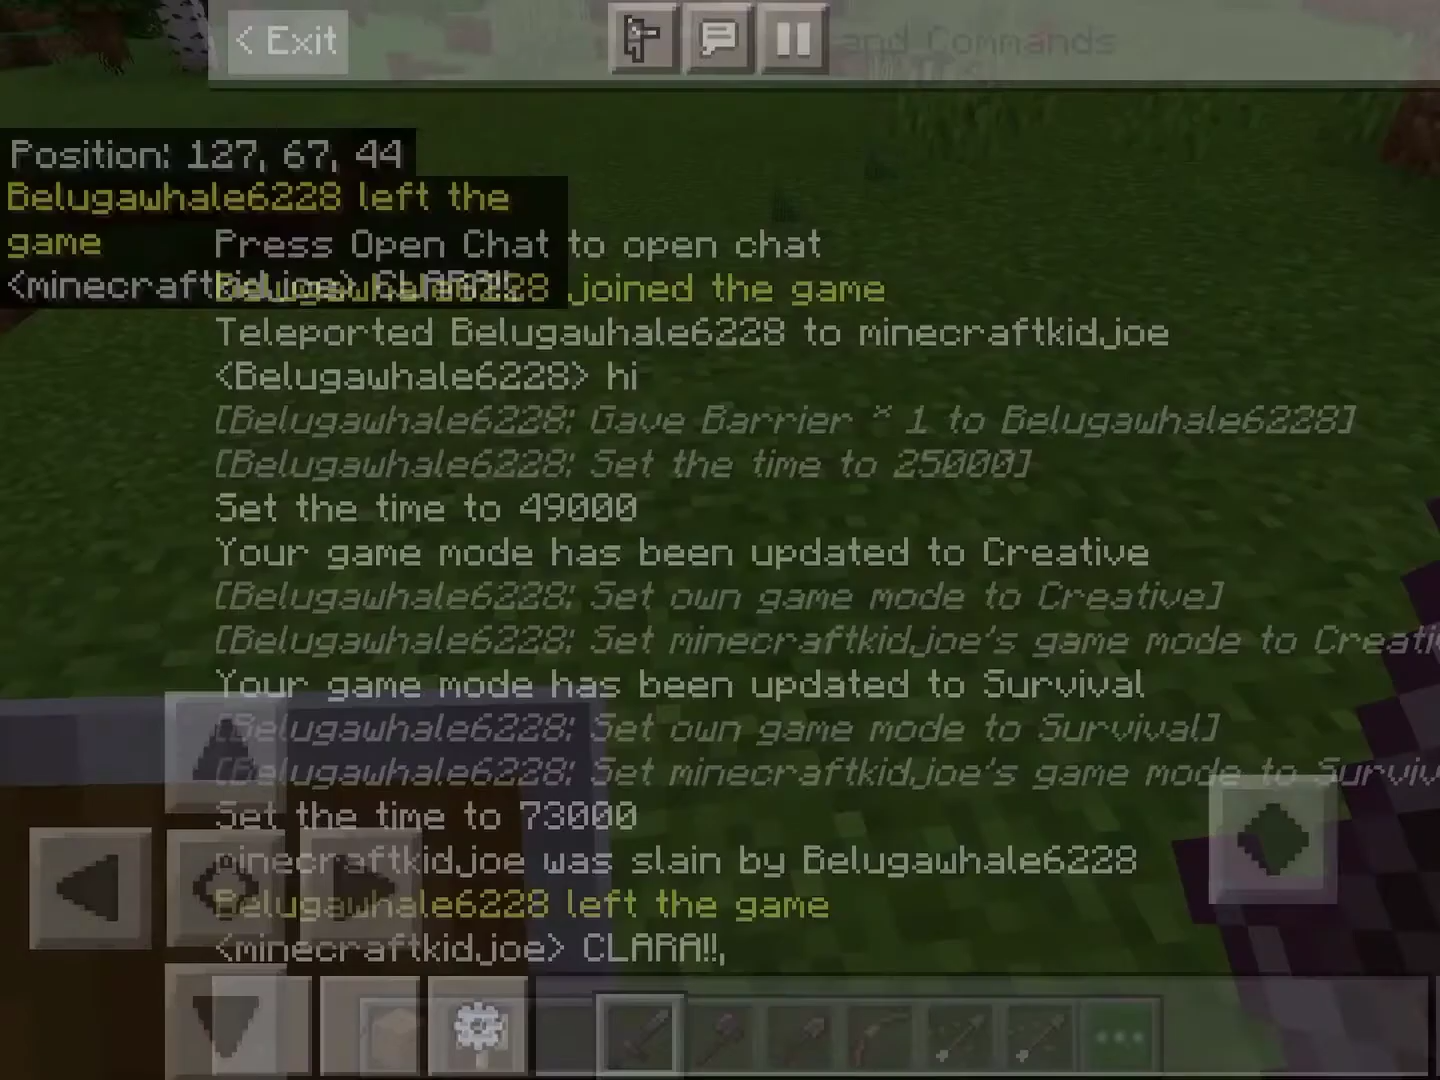 < Exit
and Commands
Position: 127, 67, 44
Belugawhale6228 left the
game
<minecraftkidjoe> CLARA!!,
Press Open Chat to open chat
Belugawhale6228 joined the game
Teleported Belugawhale6228 to minecraftkidjoe
<Belugawhale6228> hi
[Belugawhale6228: Gave Barrier * 1 to Belugawhale6228]
[Belugawhale6228: Set the time to 25000]
Set the time to 49000
Your game mode has been updated to Creative
[Belugawhale6228: Set own game mode to Creative]
[Belugawhale6228: Set minecraftkidjoe's game mode to Creati
Your game mode has been updated to Survival
[Belugawhale6228: Set own game mode to Survival]
[Belugawhale6228: Set minecraftkidjoe's game mode to Surviv
Set the time to 73000
minecraftkidjoe was slain by Belugawhale6228
Belugawhale6228 left the game
<minecraftkidjoe> CLARA!!,